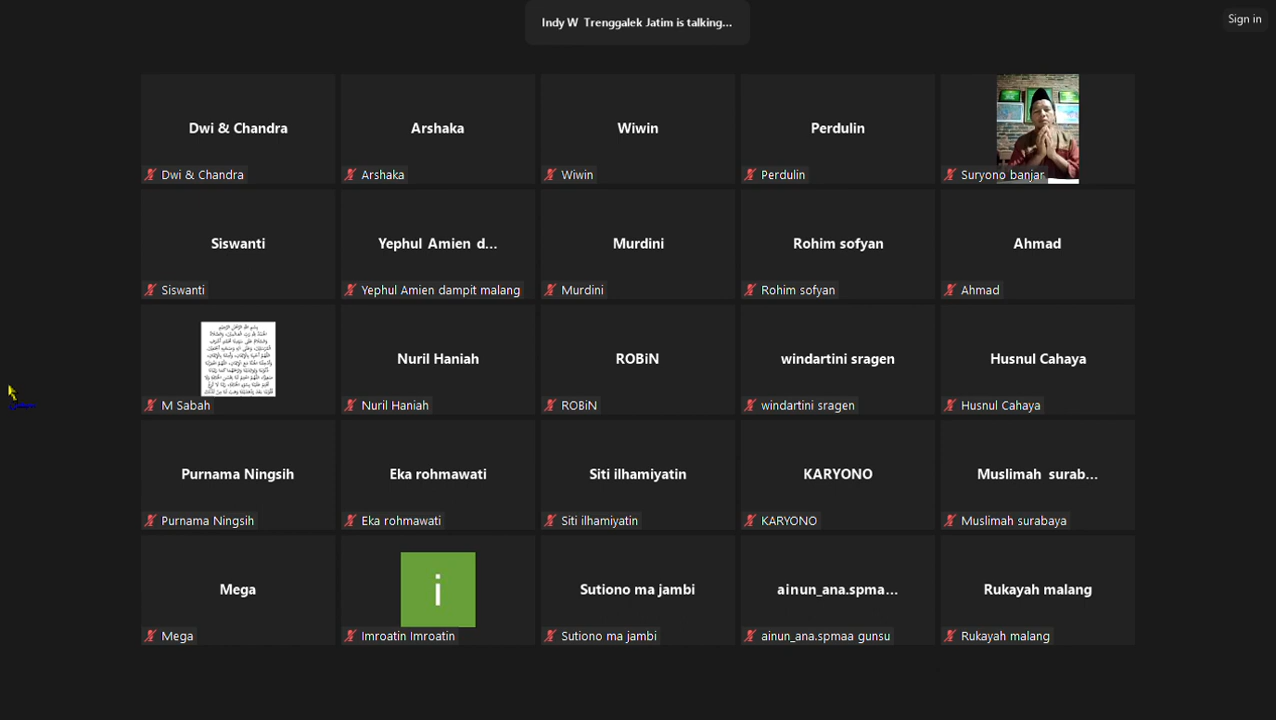 Indy W Trenggalek Jatim is talking...
Sign in
Dwi & Chandra
Dwi & Chandra
Arshaka
Arshaka
Wiwin
Wiwin
Perdulin
Perdulin
Suryono banjar
Siswanti
Siswanti
Yephul Amien d...
Yephul Amien dampit malang
Murdini
Murdini
Rohim sofyan
Rohim sofyan
Ahmad
Ahmad
M Sabah
Nuril Haniah
Nuril Haniah
ROBiN
ROBiN
windartini sragen
windartini sragen
Husnul Cahaya
Husnul Cahaya
Purnama Ningsih
Purnama Ningsih
Eka rohmawati
Eka rohmawati
Siti ilhamiyatin
Siti ilhamiyatin
KARYONO
KARYONO
Muslimah surab...
Muslimah surabaya
Mega
Mega
i
Imroatin Imroatin
Sutiono ma jambi
Sutiono ma jambi
ainun_ana.spma...
ainun_ana.spmaa gunsu
Rukayah malang
Rukayah malang